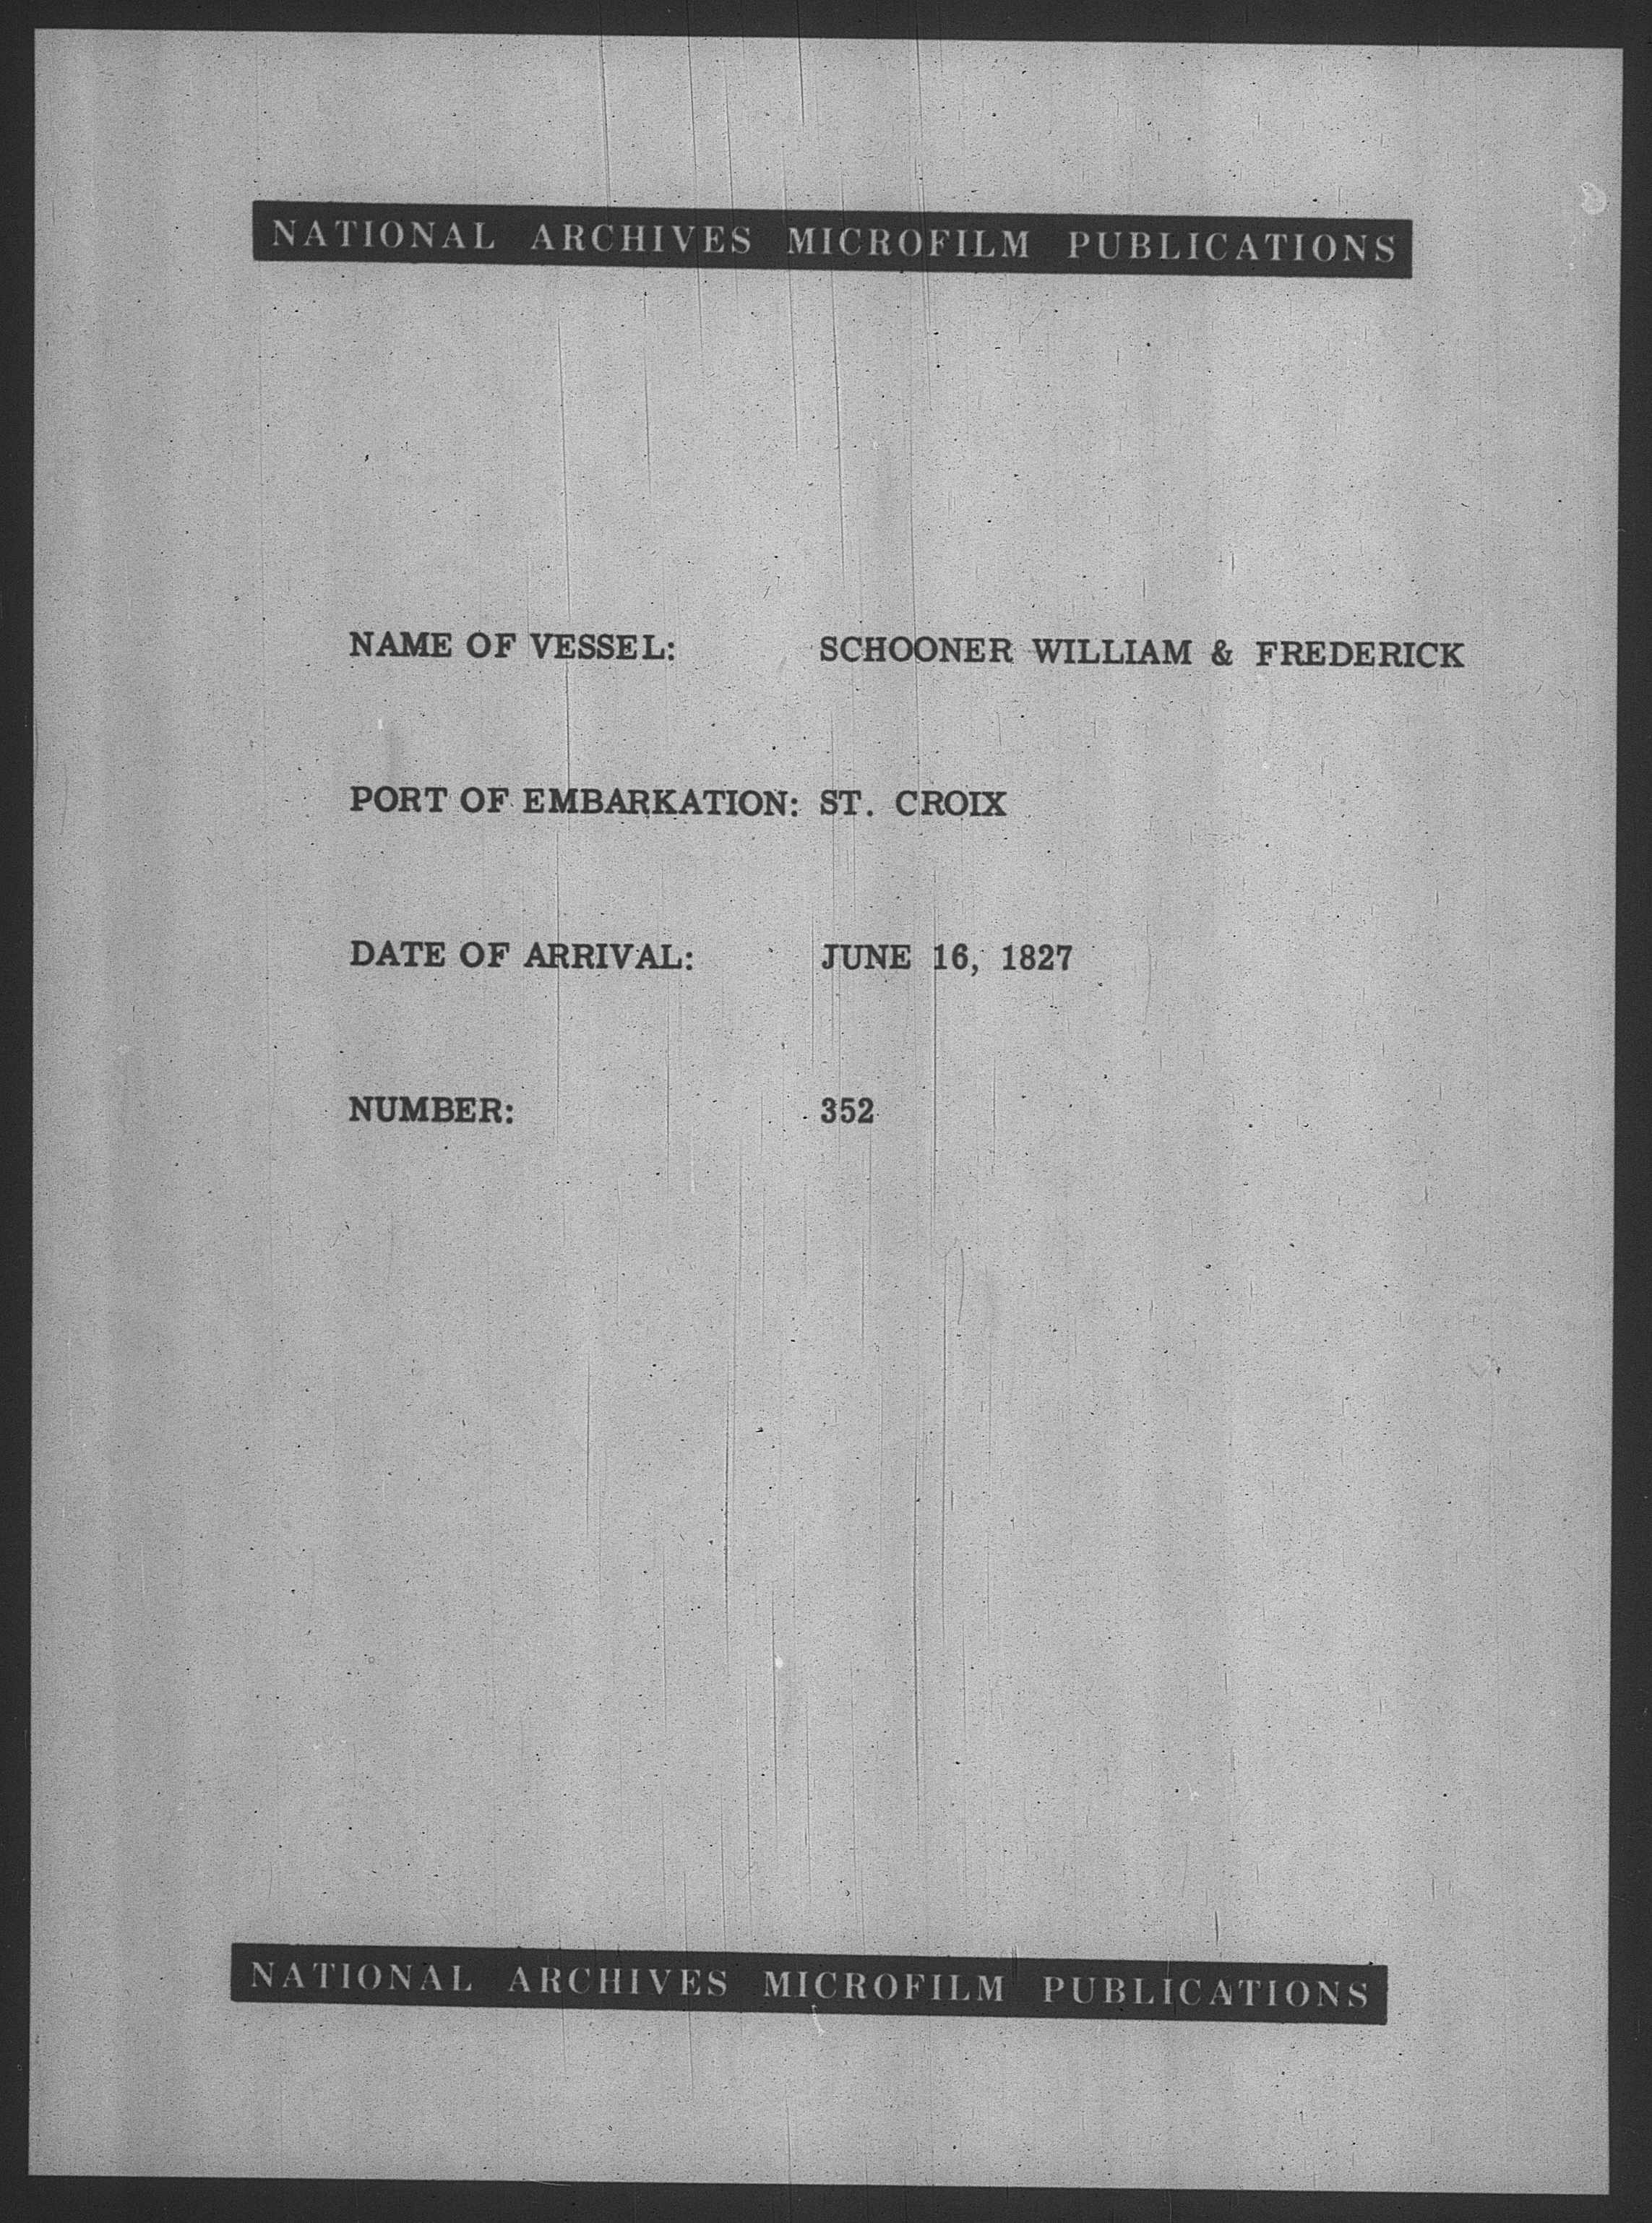 NATIONAL ARCHIVES MICROFILM PUBLICATIONS
NAME OF VESSEL: SCHOONER WILLIAM & FREDERICK
PORT OF EMBARKATION: ST. CROIX
DATE OF ARRIVAL: JUNE 16, 1827
NUMBER: 352
NATIONAL ARCHIVES MICROFILM PUBLICATIONS